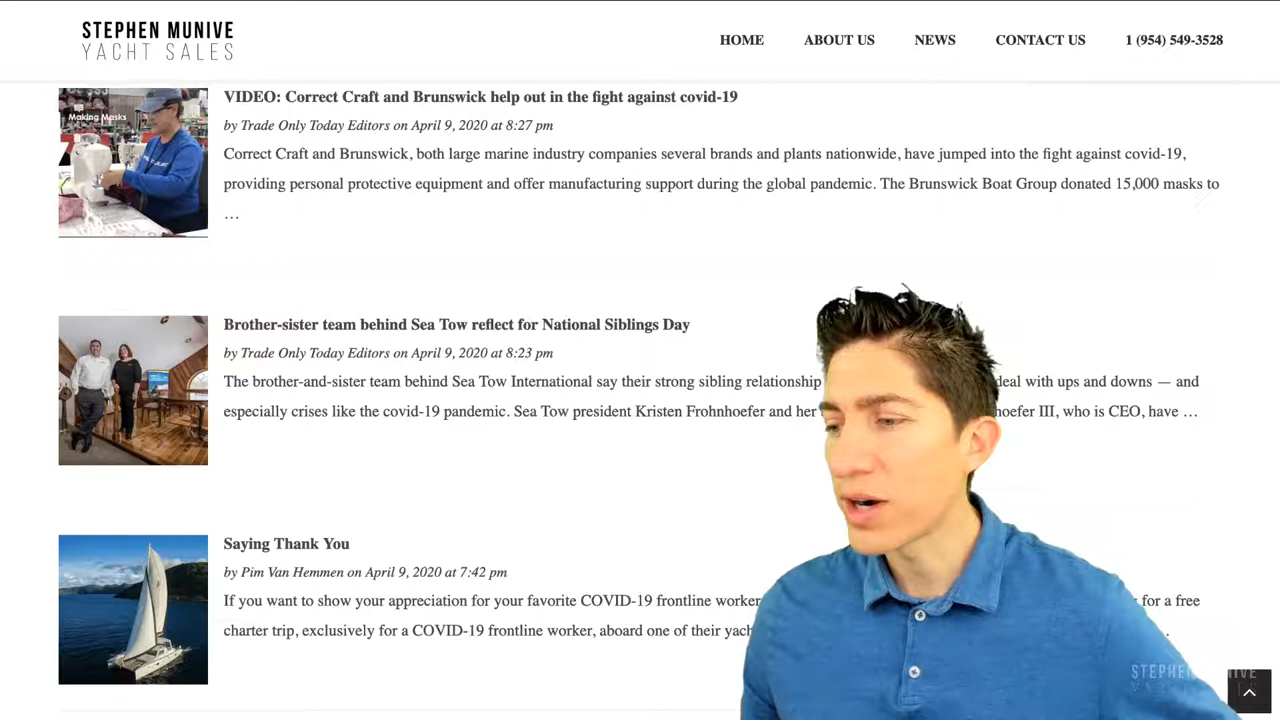 STEPHEN MUNIVE
YACHT SALES
HOME ABOUT US NEWS CONTACT US 1 (954) 549-3528
Making Masks
VIDEO: Correct Craft and Brunswick help out in the fight against covid-19
by Trade Only Today Editors on April 9, 2020 at 8:27 pm
Correct Craft and Brunswick, both large marine industry companies several brands and plants nationwide, have jumped into the fight against covid-19,
providing personal protective equipment and offer manufacturing support during the global pandemic. The Brunswick Boat Group donated 15,000 masks to
…
Brother-sister team behind Sea Tow reflect for National Siblings Day
by Trade Only Today Editors on April 9, 2020 at 8:23 pm
The brother-and-sister team behind Sea Tow International say their strong sibling relationship deal with ups and downs — and
especially crises like the covid-19 pandemic. Sea Tow president Kristen Frohnhoefer and her hoefer III, who is CEO, have …
Saying Thank You
by Pim Van Hemmen on April 9, 2020 at 7:42 pm
If you want to show your appreciation for your favorite COVID-19 frontline worker for a free
charter trip, exclusively for a COVID-19 frontline worker, aboard one of their